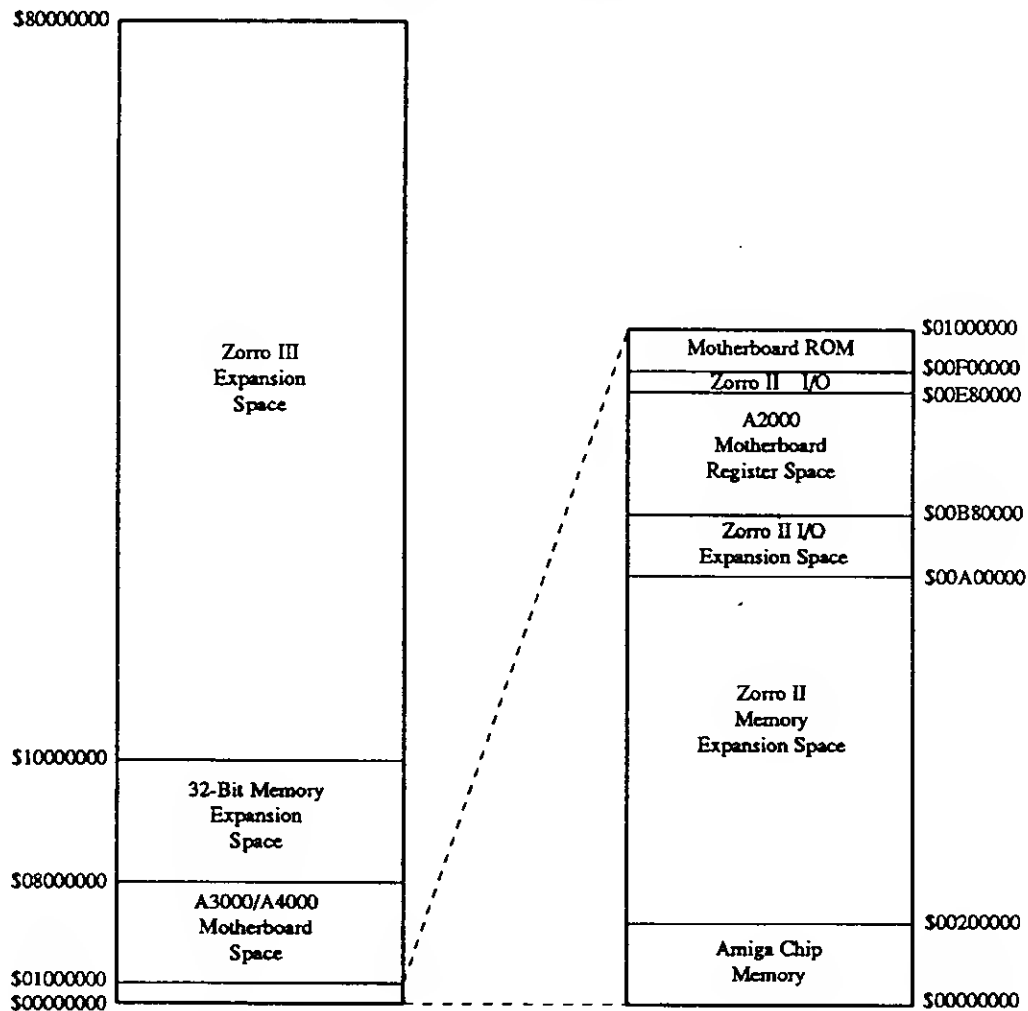 $80000000
Zorro III
Expansion
Space
$10000000
32-Bit Memory
Expansion
Space
$08000000
A3000/A4000
Motherboard
Space
$01000000
$00000000
$01000000
Motherboard ROM
$00F00000
Zorro II I/O
$00E80000
A2000
Motherboard
Register Space
$00B80000
Zorro II I/O
Expansion Space
$00A00000
Zorro II
Memory
Expansion Space
$00200000
Amiga Chip
Memory
$00000000